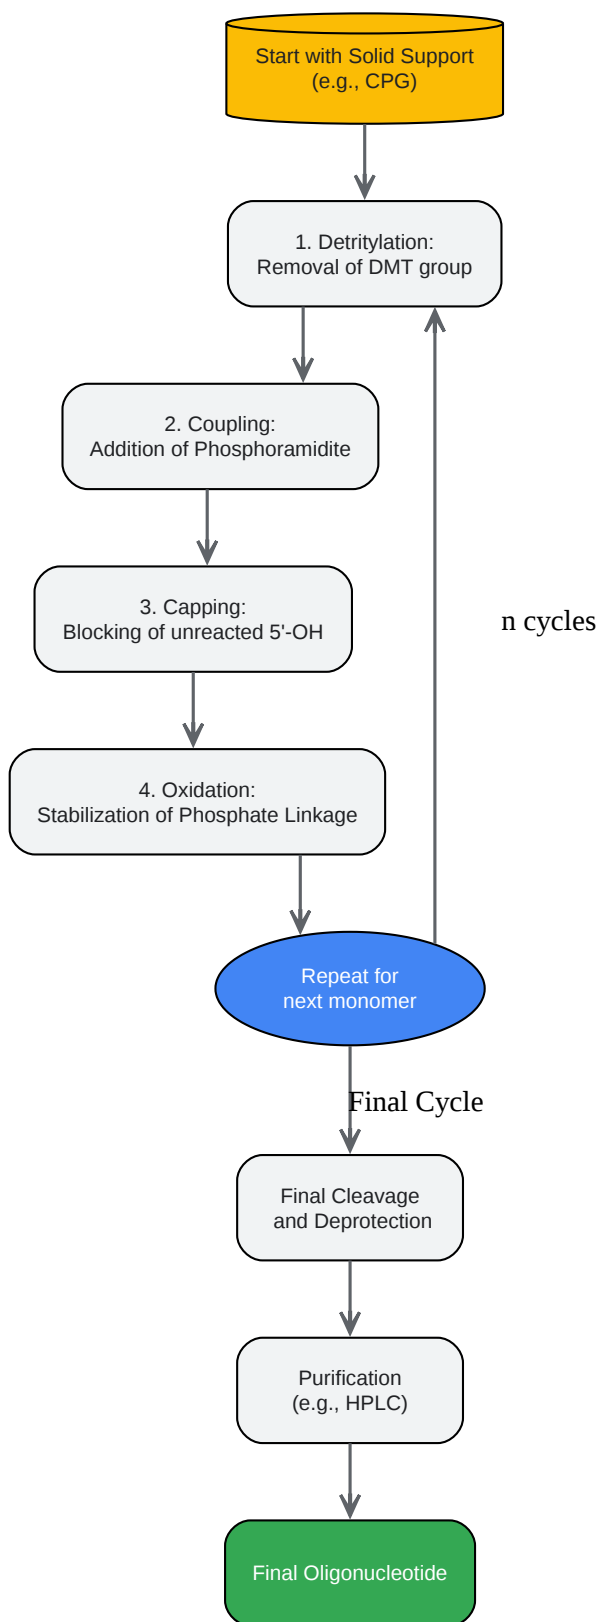 Start with Solid Support
(e.g., CPG)
1. Detritylation:
Removal of DMT group
2. Coupling:
Addition of Phosphoramidite
3. Capping:
Blocking of unreacted 5'-OH
n cycles
4. Oxidation:
Stabilization of Phosphate Linkage
Repeat for
next monomer
Final Cycle
Final Cleavage
and Deprotection
Purification
(e.g., HPLC)
Final Oligonucleotide